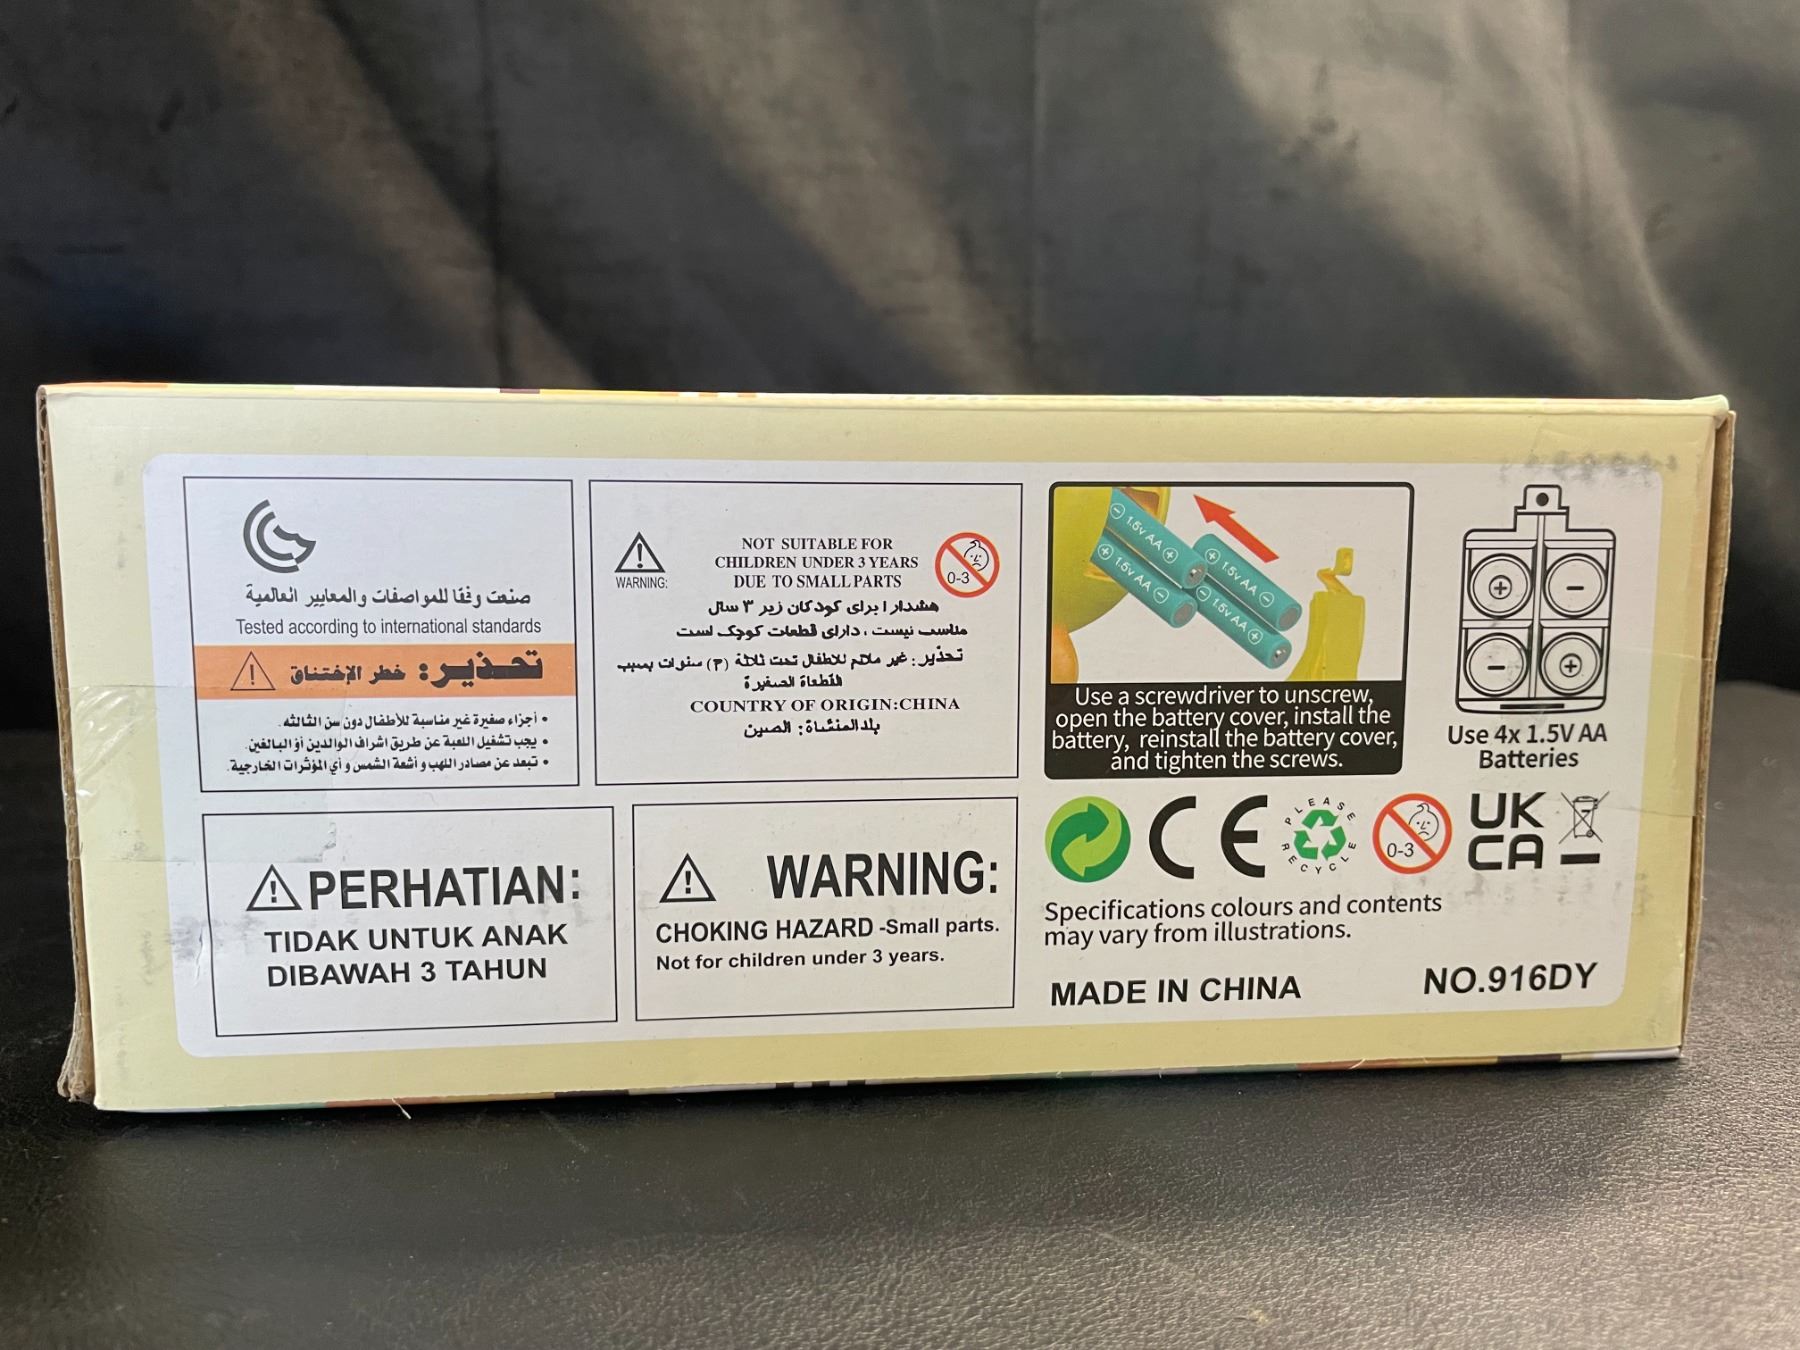 صنعت وفقا للمواصفات والمعايير العالمية
Tested according to international standards
تحذير: خطر الإختناق
• أجزاء صغيرة غير مناسبة للأطفال دون سن الثالثه.
• يجب تشغيل اللعبة عن طريق اشراف الوالدين أو البالغين.
• تبعد عن مصادر اللهب و أشعة الشمس و أي المؤثرات الخارجية.
WARNING:
NOT SUITABLE FOR
CHILDREN UNDER 3 YEARS
DUE TO SMALL PARTS
0-3
هشدار ! برای کودکان زیر ۳ سال
مناسب نیست ، دارای قطعات کوچک است
تحذير: غير ملائم للاطفال تحت ثلاثة (٣) سنوات بسبب
القطعاة الصغيرة
COUNTRY OF ORIGIN:CHINA
بلد المنشاة: الصين
1.5V AA
1.5V AA
1.5V AA
1.5V AA
Use a screwdriver to unscrew,
open the battery cover, install the
battery, reinstall the battery cover,
and tighten the screws.
Use 4x 1.5V AA
Batteries
PERHATIAN:
TIDAK UNTUK ANAK
DIBAWAH 3 TAHUN
WARNING:
CHOKING HAZARD -Small parts.
Not for children under 3 years.
CE
PLEASE
RECYCLE
0-3
UK
CA
Specifications colours and contents
may vary from illustrations.
MADE IN CHINA
NO.916DY